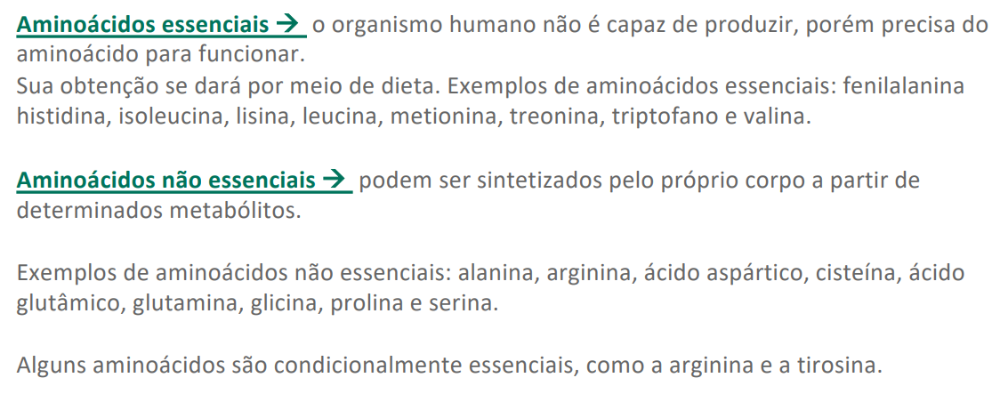 Aminoácidos essenciais → o organismo humano não é capaz de produzir, porém precisa do
aminoácido para funcionar.
Sua obtenção se dará por meio de dieta. Exemplos de aminoácidos essenciais: fenilalanina
histidina, isoleucina, lisina, leucina, metionina, treonina, triptofano e valina.
Aminoácidos não essenciais → podem ser sintetizados pelo próprio corpo a partir de
determinados metabólitos.
Exemplos de aminoácidos não essenciais: alanina, arginina, ácido aspártico, cisteína, ácido
glutâmico, glutamina, glicina, prolina e serina.
Alguns aminoácidos são condicionalmente essenciais, como a arginina e a tirosina.